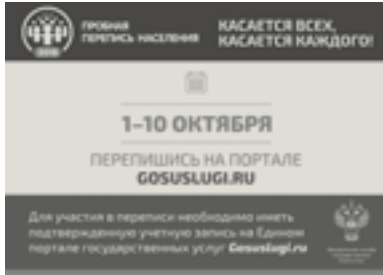 ПРОБНАЯ
ПЕРЕПИСЬ НАСЕЛЕНИЯ
КАСАЕТСЯ ВСЕХ,
КАСАЕТСЯ КАЖДОГО!
1-10 ОКТЯБРЯ
ПЕРЕПИШИСЬ НА ПОРТАЛЕ
GOSUSLUGI.RU
Для участия в переписи необходимо иметь
подтвержденную учетную запись на Едином
портале государственных услуг Gosuslugi.ru